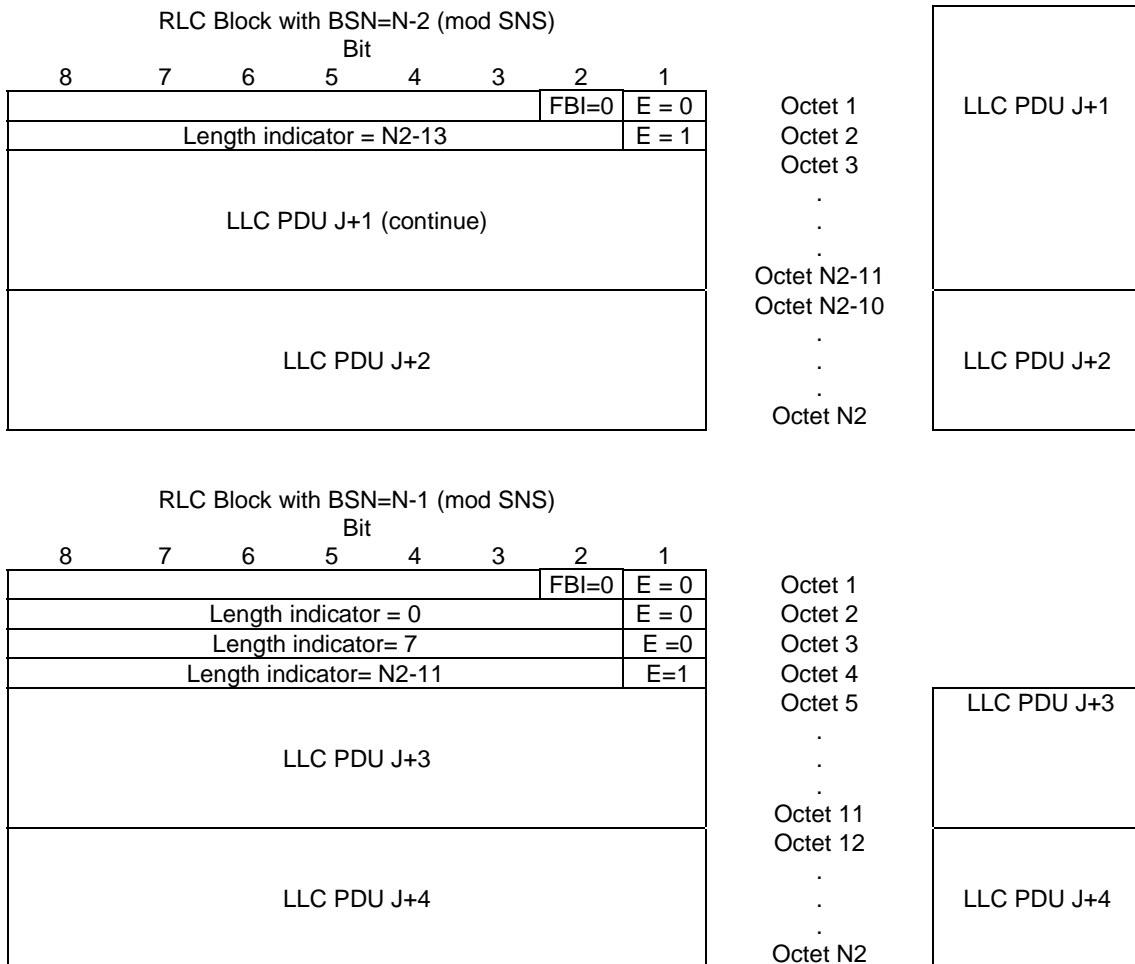 RLC Block with BSN=N-2 (mod SNS)
Bit
8 7 6 5 4 3 2 1
FBI=0 E = 0 Octet 1 LLC PDU J+1
Length indicator = N2-13 E = 1 Octet 2
Octet 3
.
LLC PDU J+1 (continue) .
.
Octet N2-11
Octet N2-10
.
LLC PDU J+2 . LLC PDU J+2
.
Octet N2
RLC Block with BSN=N-1 (mod SNS)
Bit
8 7 6 5 4 3 2 1
FBI=0 E = 0 Octet 1
Length indicator = 0 E = 0 Octet 2
Length indicator= 7 E =0 Octet 3
Length indicator= N2-11 E=1 Octet 4
Octet 5 LLC PDU J+3
.
LLC PDU J+3 .
.
Octet 11
Octet 12
.
LLC PDU J+4 . LLC PDU J+4
.
Octet N2